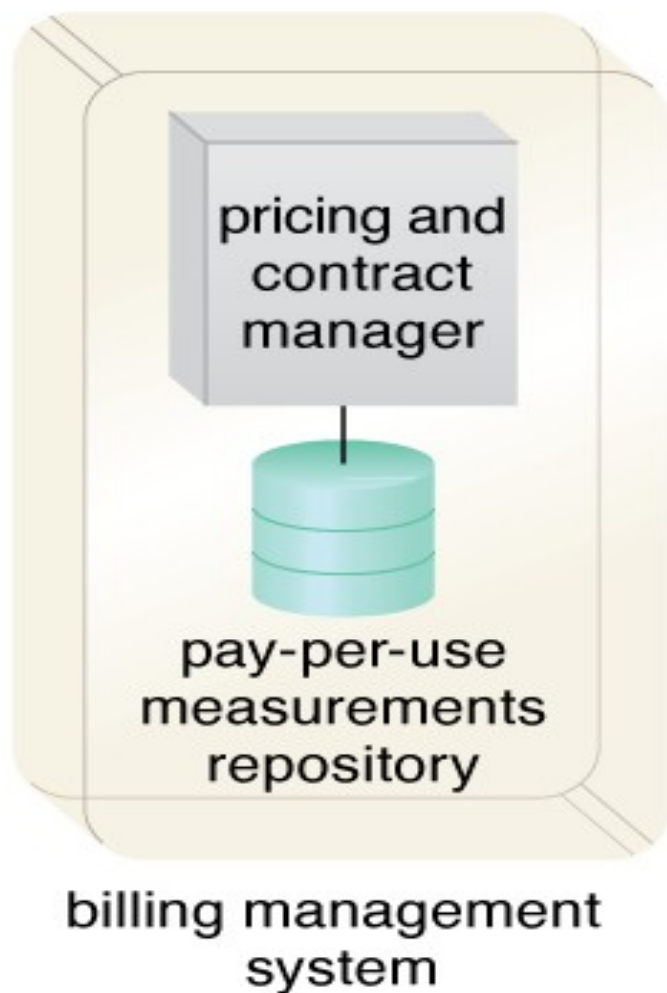 pricing and
contract
manager
pay-per-use
measurements
repository
billing management
system